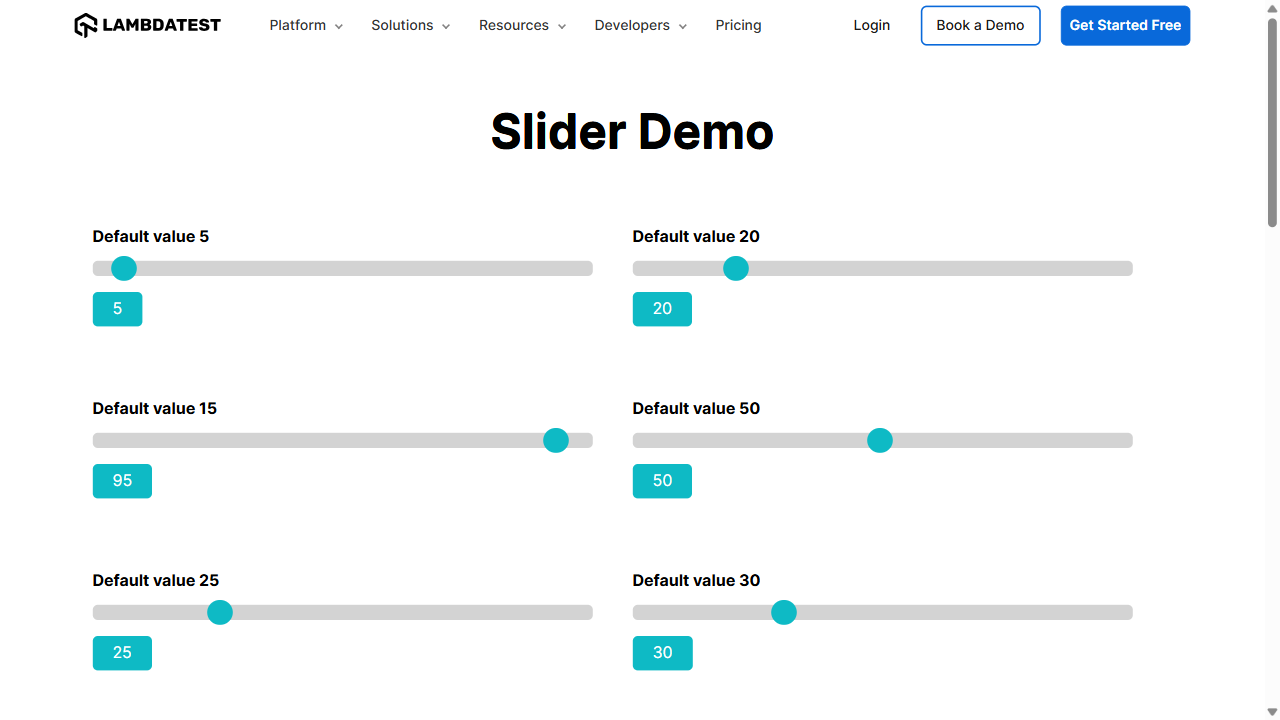 LAMBDATEST Platform Solutions Resources Developers Pricing Login Book a Demo Get Started Free
Slider Demo
Default value 5
5
Default value 20
20
Default value 15
95
Default value 50
50
Default value 25
25
Default value 30
30